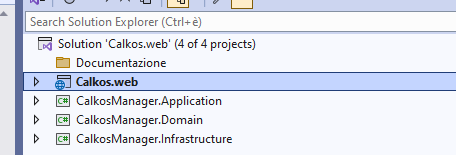 Search Solution Explorer (Ctrl+è)
Solution 'Calkos.web' (4 of 4 projects)
Documentazione
Calkos.web
C# CalkosManager.Application
C# CalkosManager.Domain
C# CalkosManager.Infrastructure